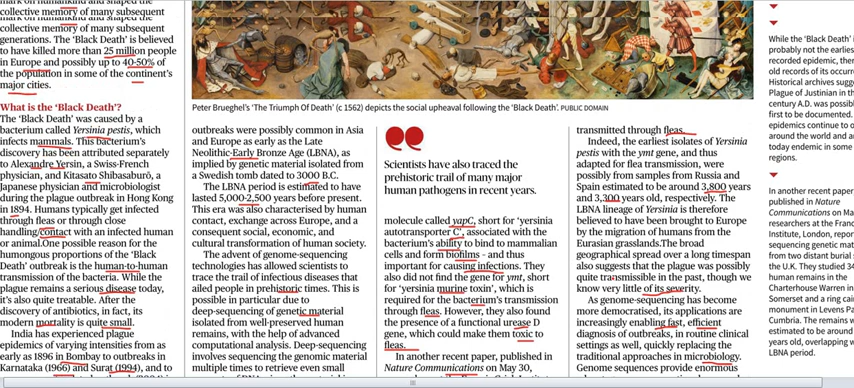 mark on humankind and shaped the
collective memory of many subsequent
collective memory of many subsequent
generations. The ‘Black Death’ is believed
to have killed more than 25 million people
in Europe and possibly up to 40-50% of
the population in some of the continent’s
major cities.
What is the ‘Black Death’?
The ‘Black Death’ was caused by a
bacterium called Yersinia pestis, which
infects mammals. This bacterium’s
discovery has been attributed separately
to Alexandre Yersin, a Swiss-French
physician, and Kitasato Shibasaburō, a
Japanese physician and microbiologist
during the plague outbreak in Hong Kong
in 1894. Humans typically get infected
through fleas or through close
handling/contact with an infected human
or animal.One possible reason for the
humongous proportions of the ‘Black
Death’ outbreak is the human-to-human
transmission of the bacteria. While the
plague remains a serious disease today,
it’s also quite treatable. After the
discovery of antibiotics, in fact, its
modern mortality is quite small.
India has experienced plague
epidemics of varying intensities from as
early as 1896 in Bombay to outbreaks in
Karnataka (1966) and Surat (1994), and to
Peter Brueghel’s ‘The Triumph Of Death’ (c 1562) depicts the social upheaval following the ‘Black Death’. PUBLIC DOMAIN
outbreaks were possibly common in Asia
and Europe as early as the Late
Neolithic-Early Bronze Age (LBNA), as
implied by genetic material isolated from
a Swedish tomb dated to 3000 B.C.
The LBNA period is estimated to have
lasted 5,000-2,500 years before present.
This era was also characterised by human
contact, exchange across Europe, and a
consequent social, economic, and
cultural transformation of human society.
The advent of genome-sequencing
technologies has allowed scientists to
trace the trail of infectious diseases that
ailed people in prehistoric times. This is
possible in particular due to
deep-sequencing of genetic material
isolated from well-preserved human
remains, with the help of advanced
computational analysis. Deep-sequencing
involves sequencing the genomic material
multiple times to retrieve even small
Scientists have also traced the
prehistoric trail of many major
human pathogens in recent years.
molecule called yapC, short for ‘yersinia
autotransporter C’, associated with the
bacterium’s ability to bind to mammalian
cells and form biofilms - and thus
important for causing infections. They
also did not find the gene for ymt, short
for ‘yersinia murine toxin’, which is
required for the bacterium’s transmission
through fleas. However, they also found
the presence of a functional urease D
gene, which could make them toxic to
fleas.
In another recent paper, published in
Nature Communications on May 30,
transmitted through fleas.
Indeed, the earliest isolates of Yersinia
pestis with the ymt gene, and thus
adapted for flea transmission, were
possibly from samples from Russia and
Spain estimated to be around 3,800 years
and 3,300 years old, respectively. The
LBNA lineage of Yersinia is therefore
believed to have been brought to Europe
by the migration of humans from the
Eurasian grasslands.The broad
geographical spread over a long timespan
also suggests that the plague was possibly
quite transmissible in the past, though we
know very little of its severity.
As genome-sequencing has become
more democratised, its applications are
increasingly enabling fast, efficient
diagnosis of outbreaks, in routine clinical
settings as well, quickly replacing the
traditional approaches in microbiology.
Genome sequences provide enormous
While the ‘Black Death’ i
probably not the earliest
recorded epidemic, ther
old records of its occurr
Historical archives sugge
Plague of Justinian in th
century A.D. was possib
first to be documented.
epidemics continue to o
around the world and ar
today endemic in some
regions.
In another recent paper
published in Nature
Communications on Ma
researchers at the Franc
Institute, London, repor
sequencing genetic mat
from two distant burial s
the U.K. They studied 34
human remains in the
Charterhouse Warren in
Somerset and a ring cair
monument in Levens Pa
Cumbria. The remains w
estimated to be around
years old, overlapping w
LBNA period.